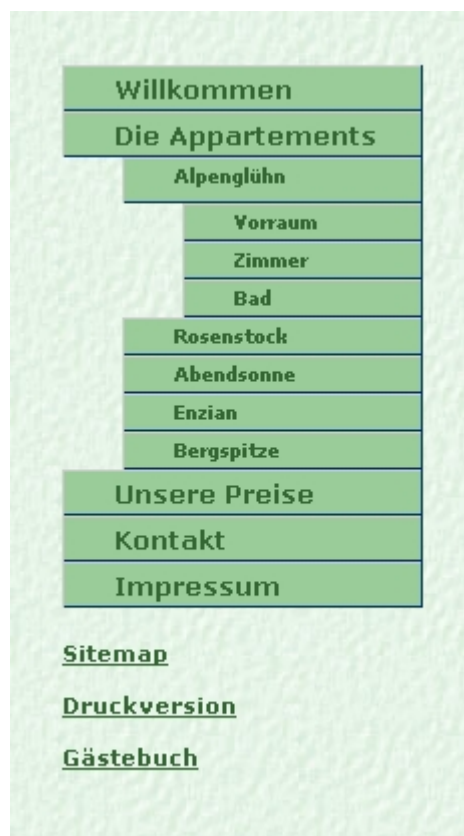 Willkommen
Die Appartements
Alpenglühn
Vorraum
Zimmer
Bad
Rosenstock
Abendsonne
Enzian
Bergspitze
Unsere Preise
Kontakt
Impressum
Sitemap
Druckversion
Gästebuch